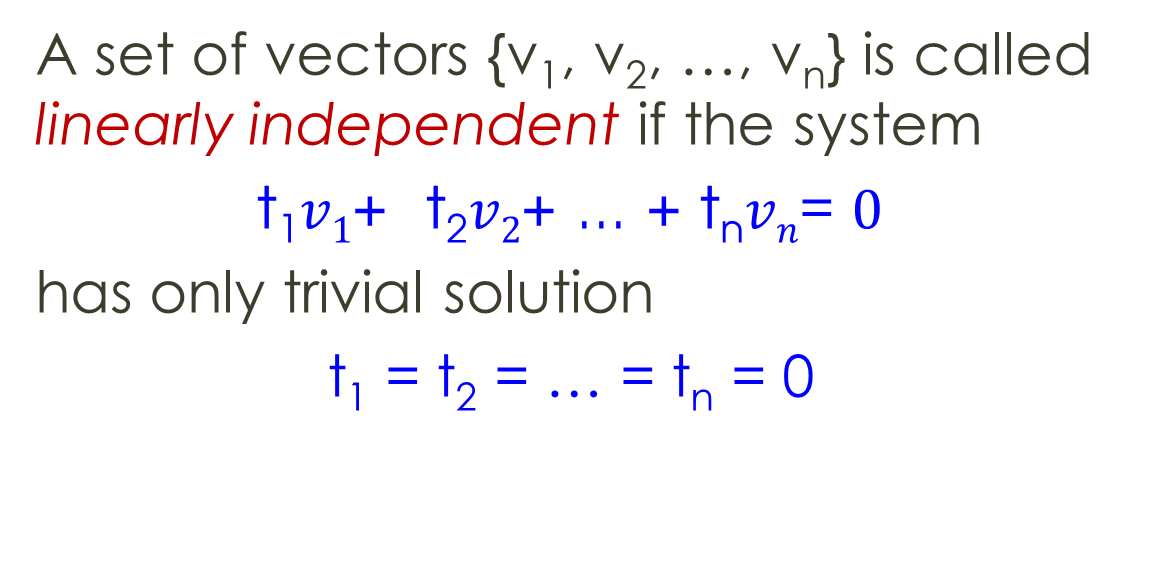 A set of vectors {v₁, v₂, …, vₙ} is called
linearly independent if the system
t₁v₁+ t₂v₂+ … + tₙvₙ= 0
has only trivial solution
t₁ = t₂ = … = tₙ = 0